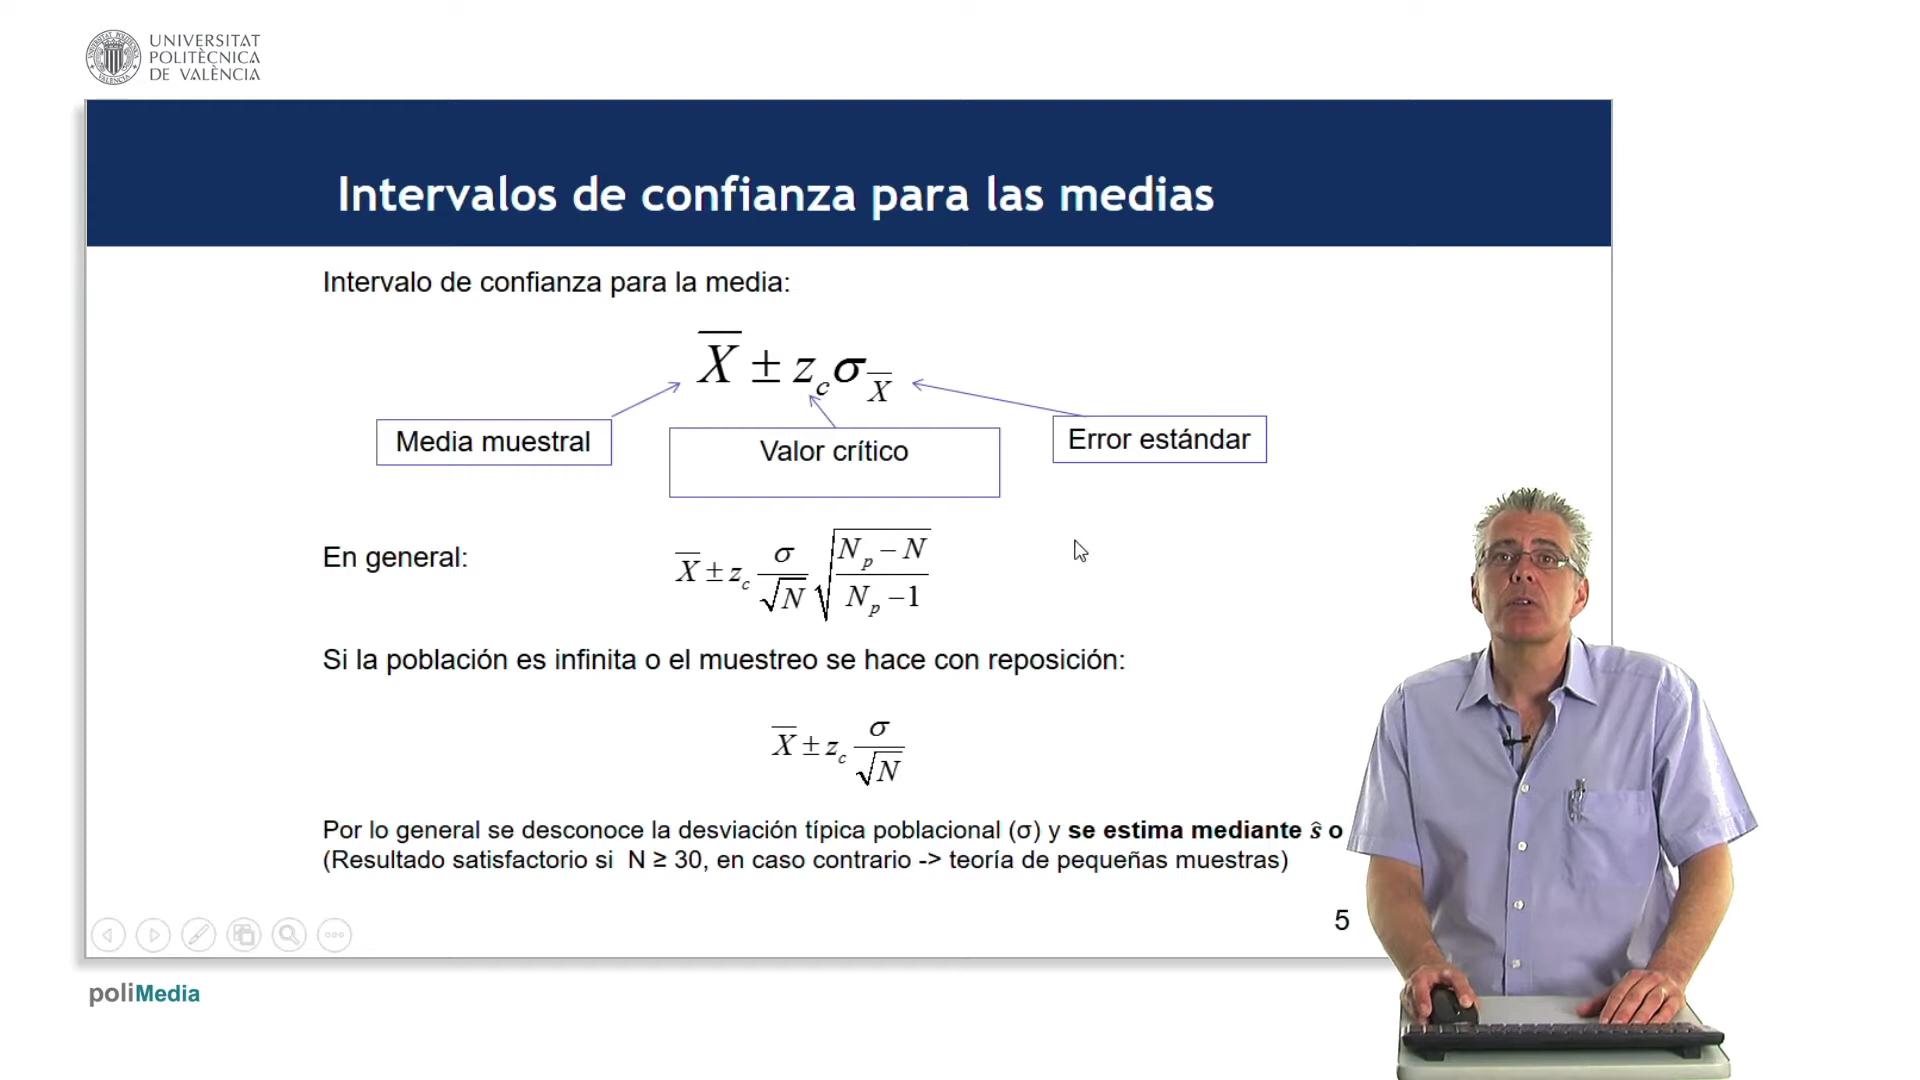 UNIVERSITAT
POLITÈCNICA
DE VALÈNCIA
Intervalos de confianza para las medias
Intervalo de confianza para la media:
X̄ ± z_c σ_X̄
Media muestral
Valor crítico
Error estándar
En general:
X̄ ± z_c σ/√N √((N_p − N)/(N_p − 1))
Si la población es infinita o el muestreo se hace con reposición:
X̄ ± z_c σ/√N
Por lo general se desconoce la desviación típica poblacional (σ) y se estima mediante ŝ o
(Resultado satisfactorio si N ≥ 30, en caso contrario -> teoría de pequeñas muestras)
5
poliMedia